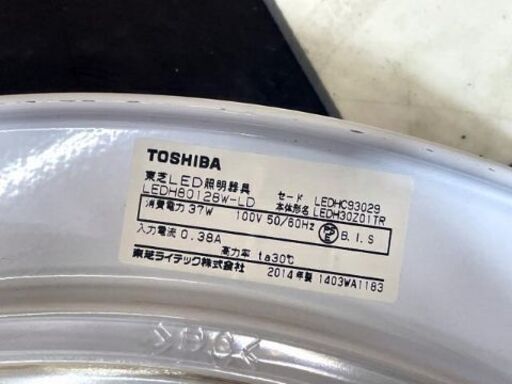 TOSHIBA
東芝LED照明器具
LEDH80128W-LD
セード LEDHC93029
本体形名 LEDH30Z01TR
消費電力 37W 100V 50/60Hz PSE B.I.S
入力電流 0.38A
高力率 ta30℃
東芝ライテック株式会社 2014年製 1403WA1183
>PC<